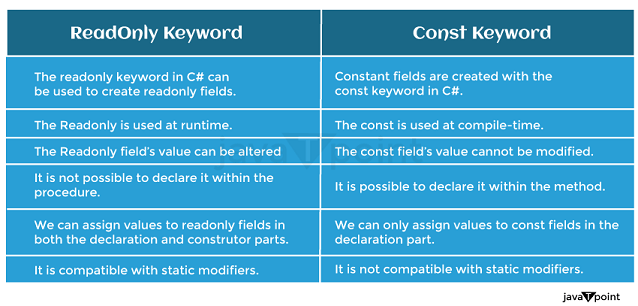 ReadOnly Keyword
Const Keyword
The readonly keyword in C# can
be used to create readonly fields.
Constant fields are created with the
const keyword in C#.
The Readonly is used at runtime.
The const is used at compile-time.
The Readonly field's value can be altered
The const field's value cannot be modified.
It is not possible to declare it within the
procedure.
It is possible to declare it within the method.
We can assign values to readonly fields in
both the declaration and construtor parts.
We can only assign values to const fields in the
declaration part.
It is compatible with static modifiers.
It is not compatible with static modifiers.
javaTpoint
javaTpoint